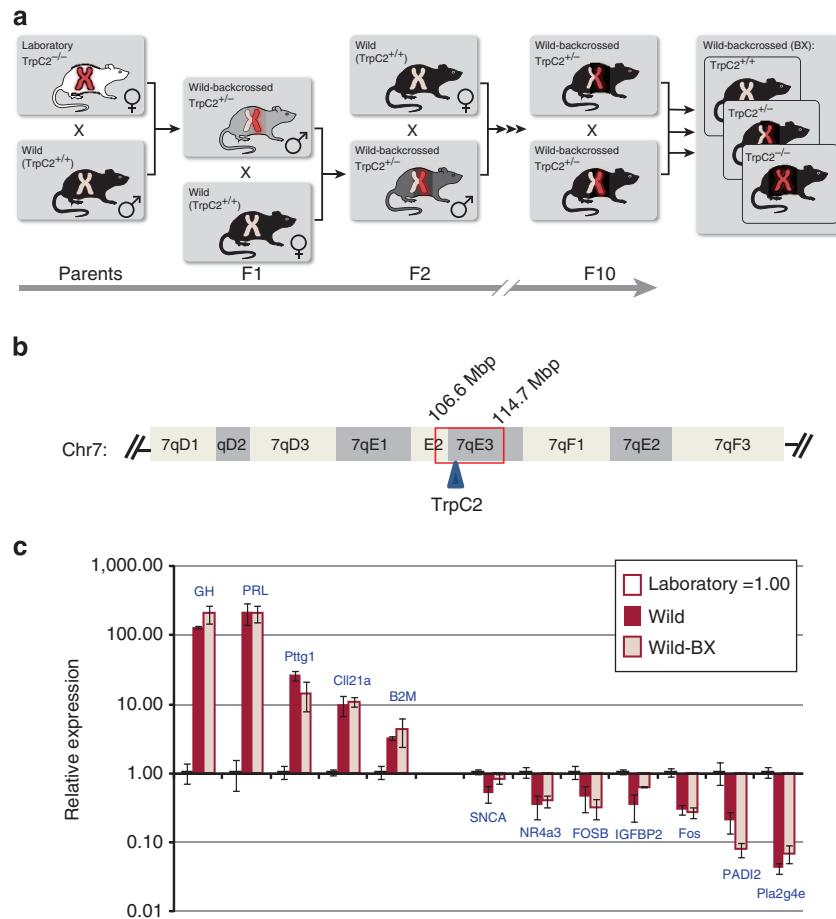 a
Laboratory
TrpC2−/−
♀
X
Wild
(TrpC2+/+)
♂
Wild-backcrossed
TrpC2+/−
♂
X
Wild
(TrpC2+/+)
♀
Wild
(TrpC2+/+)
♀
X
Wild-backcrossed
TrpC2+/−
♂
Wild-backcrossed
TrpC2+/−
X
Wild-backcrossed
TrpC2+/−
Wild-backcrossed (BX):
TrpC2+/+
TrpC2+/−
TrpC2−/−
Parents F1 F2 F10
b
106.6 Mbp 114.7 Mbp
Chr7: 7qD1 qD2 7qD3 7qE1 E2 7qE3 7qF1 7qE2 7qF3
TrpC2
c
Relative expression
1,000.00
100.00
10.00
1.00
0.10
0.01
GH PRL Pttg1 Cll21a B2M
SNCA NR4a3 FOSB IGFBP2 Fos PADI2 Pla2g4e
Laboratory =1.00
Wild
Wild-BX